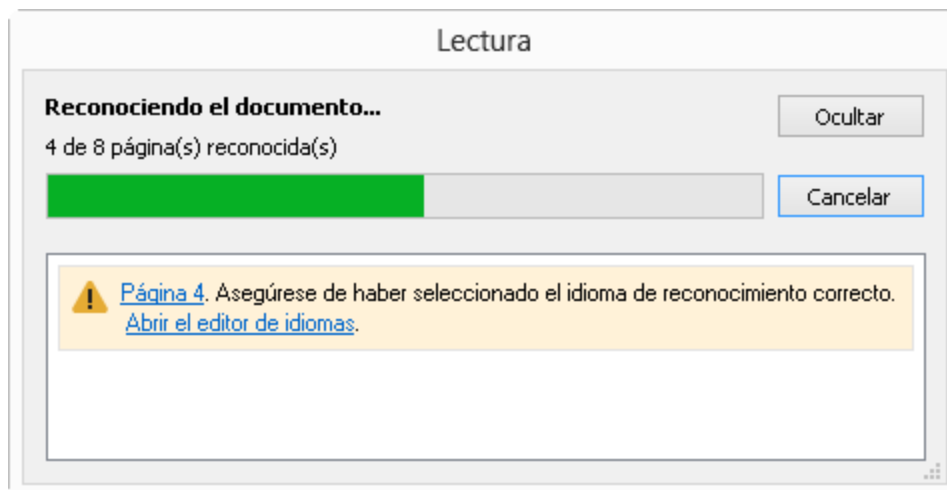 Lectura
Reconociendo el documento...
Ocultar
4 de 8 página(s) reconocida(s)
Cancelar
Página 4. Asegúrese de haber seleccionado el idioma de reconocimiento correcto.
Abrir el editor de idiomas.